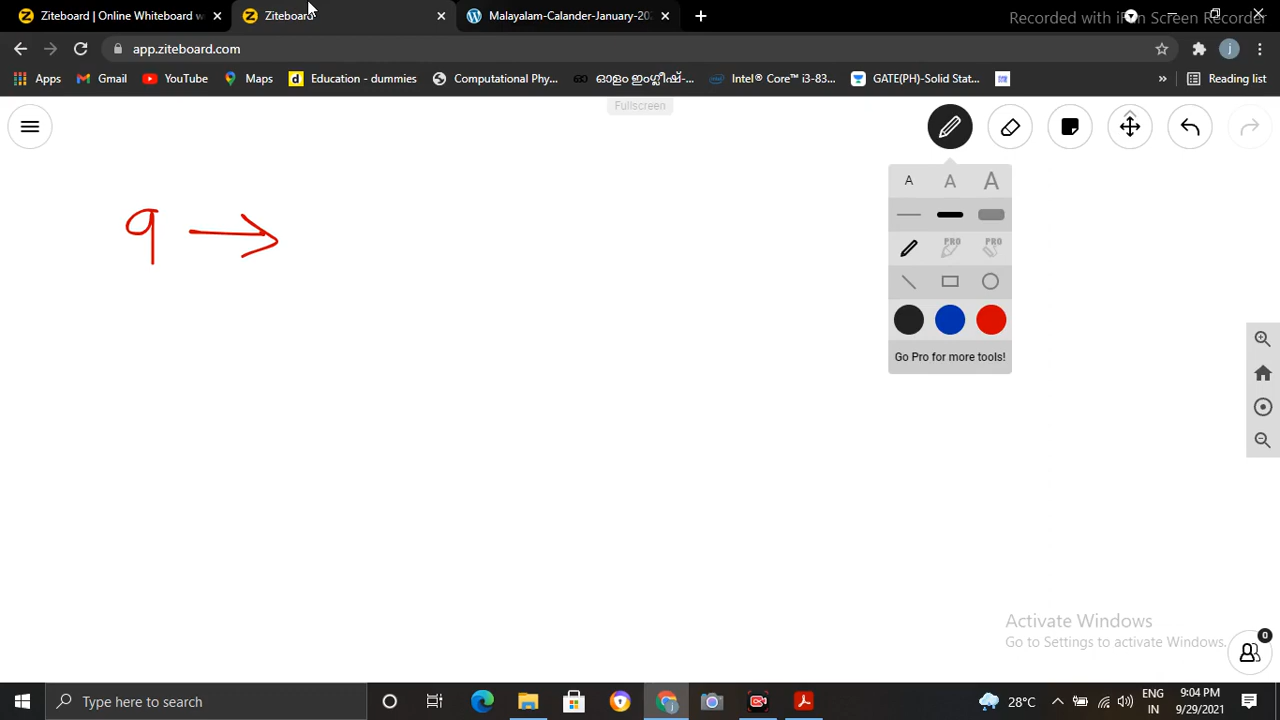 Ziteboard | Online Whiteboard w
Ziteboard
Malayalam-Calander-January-202
Recorded with iFun Screen Recorder
app.ziteboard.com
Apps
Gmail
YouTube
Maps
Education - dummies
Computational Phy...
ഓളം ഇംഗ്ലീഷ്-...
Intel® Core™ i3-83...
GATE(PH)-Solid Stat...
»
Reading list
Fullscreen
A A A
PRO PRO
Go Pro for more tools!
9 →
Activate Windows
Go to Settings to activate Windows.
0
Type here to search
28°C
ENG
IN
9:04 PM
9/29/2021